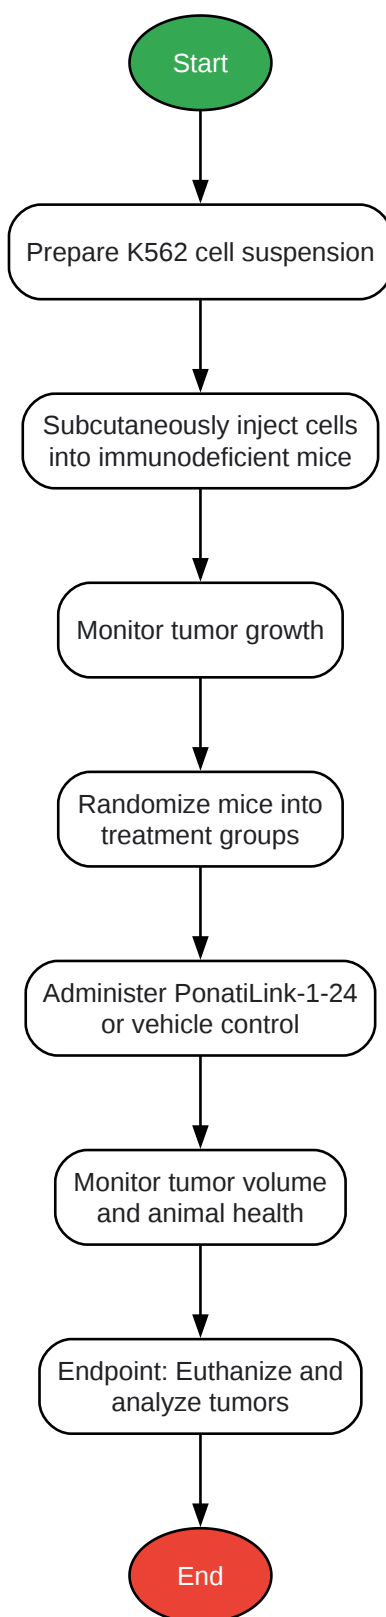 Start
Prepare K562 cell suspension
Subcutaneously inject cells
into immunodeficient mice
Monitor tumor growth
Randomize mice into
treatment groups
Administer PonatiLink-1-24
or vehicle control
Monitor tumor volume
and animal health
Endpoint: Euthanize and
analyze tumors
End